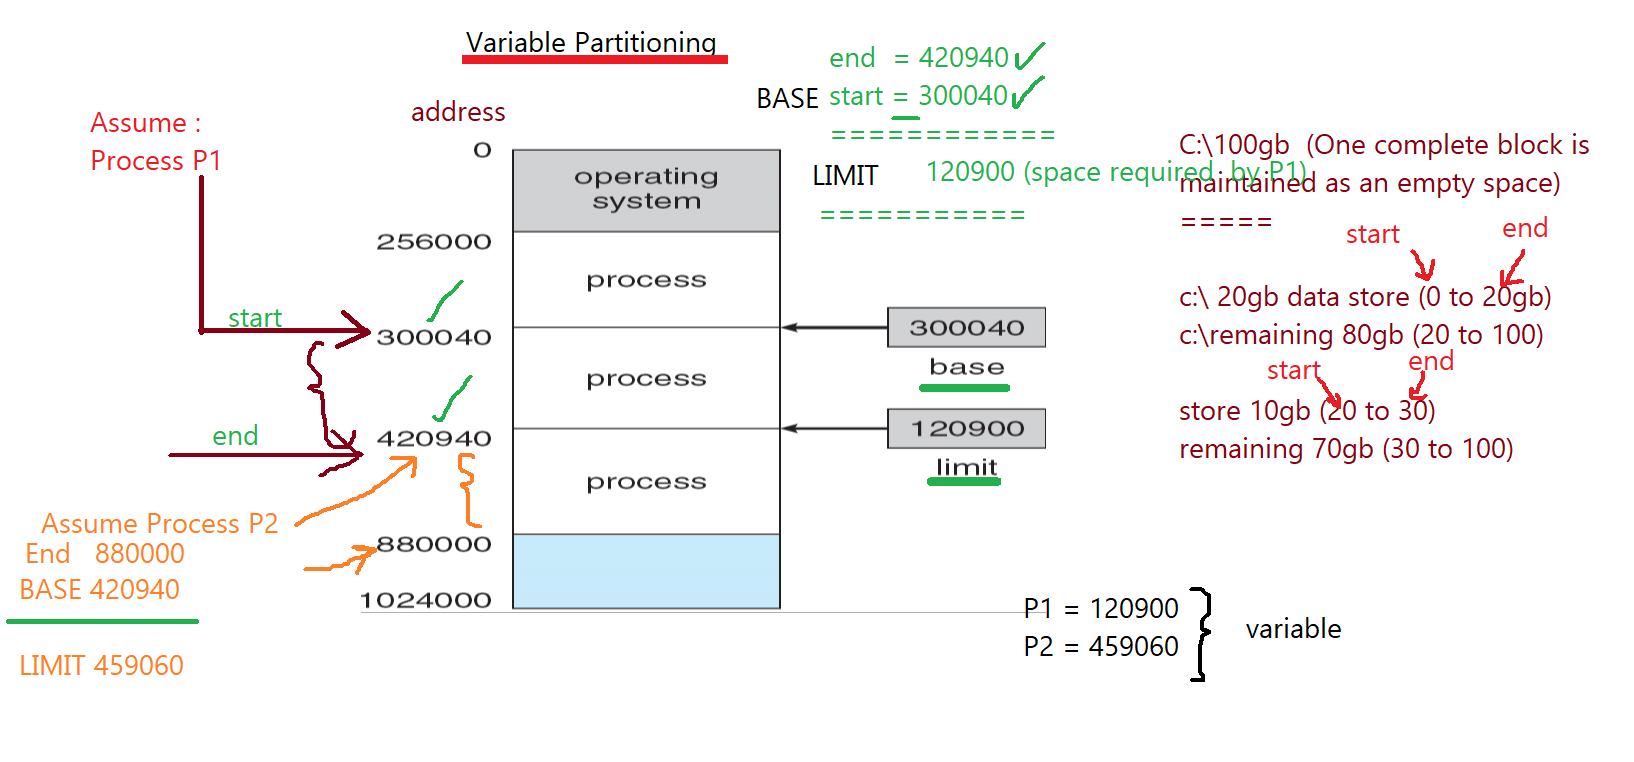 Variable Partitioning
end = 420940
BASE start = 300040
============
LIMIT 120900 (space required by P1)
===========
address
Assume :
Process P1
start
end
0
256000
300040
420940
880000
1024000
operating
system
process
process
process
300040
base
120900
limit
C:\100gb (One complete block is
maintained as an empty space)
=====
start end
c:\ 20gb data store (0 to 20gb)
c:\remaining 80gb (20 to 100)
start end
store 10gb (20 to 30)
remaining 70gb (30 to 100)
Assume Process P2
End 880000
BASE 420940
LIMIT 459060
P1 = 120900
P2 = 459060
variable